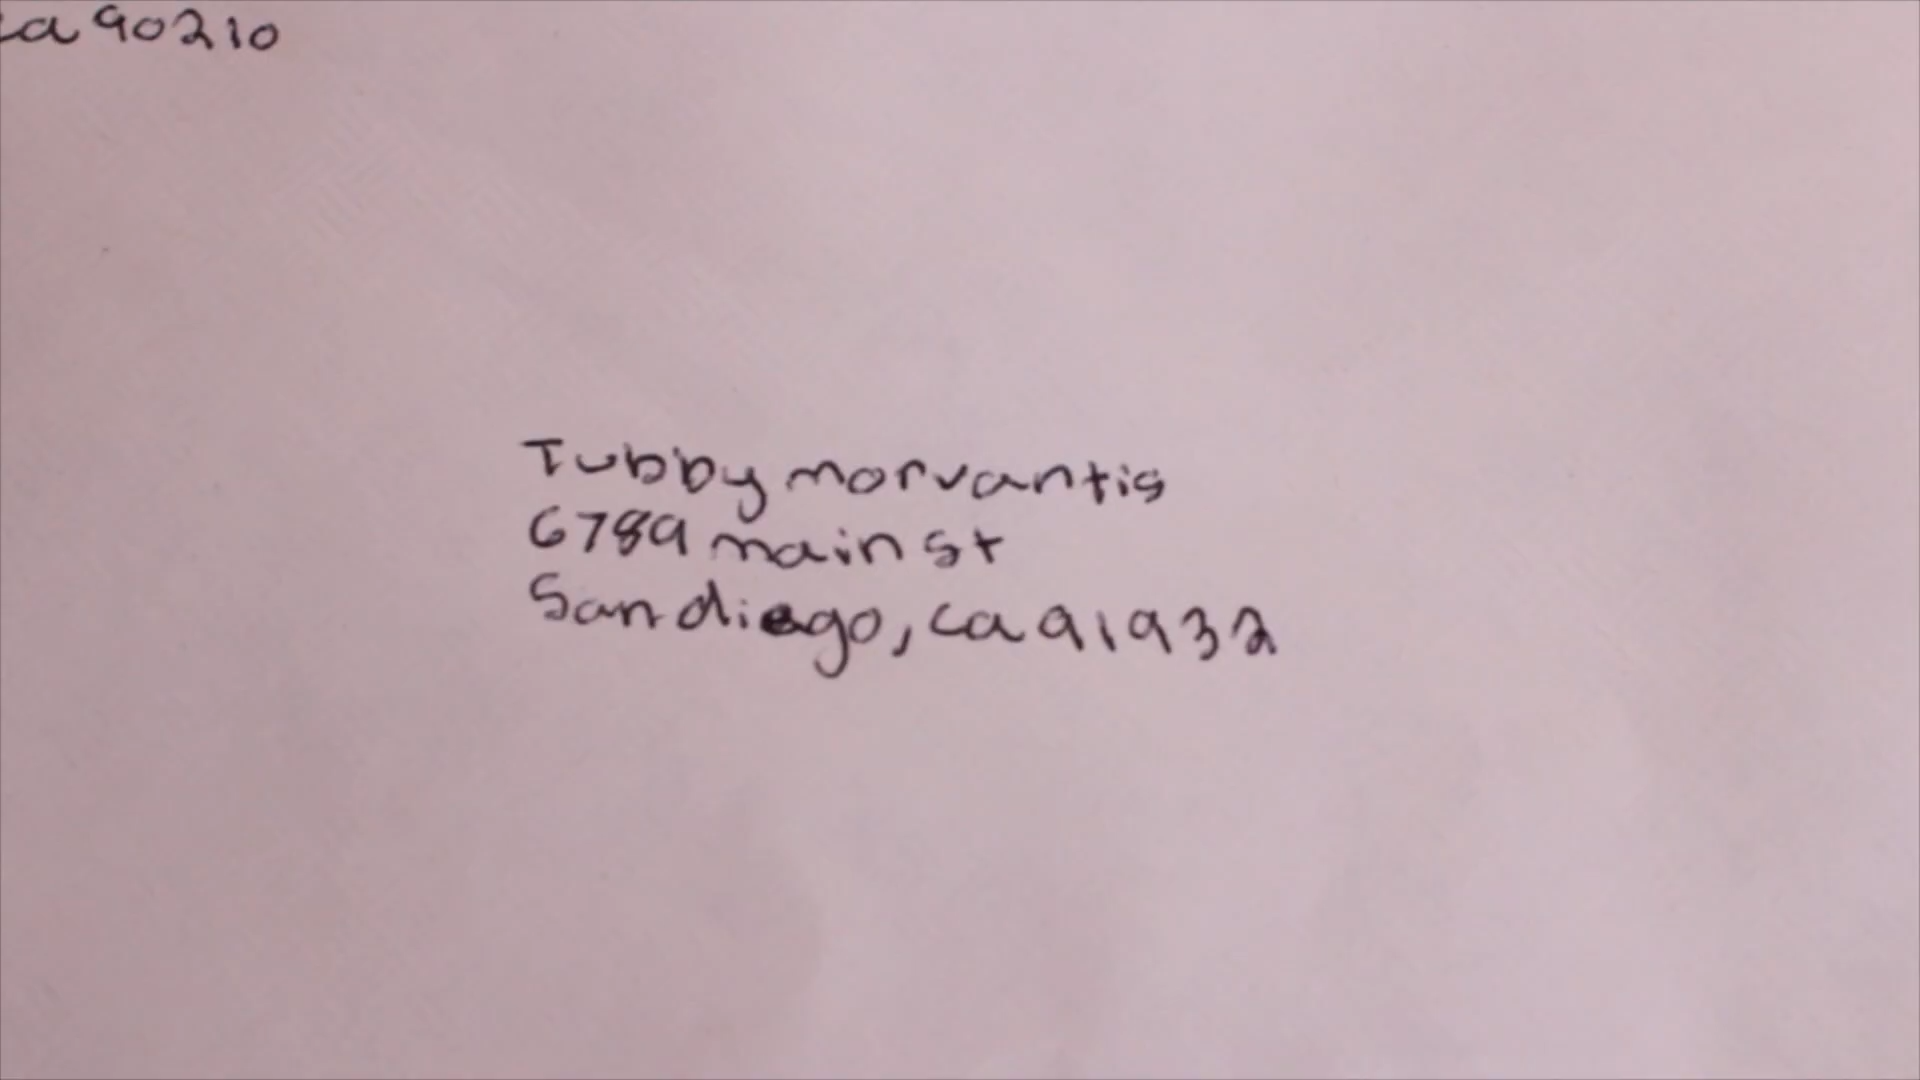 ca 90210
Tubby morvantis
6789 main st
San diego, ca 91932